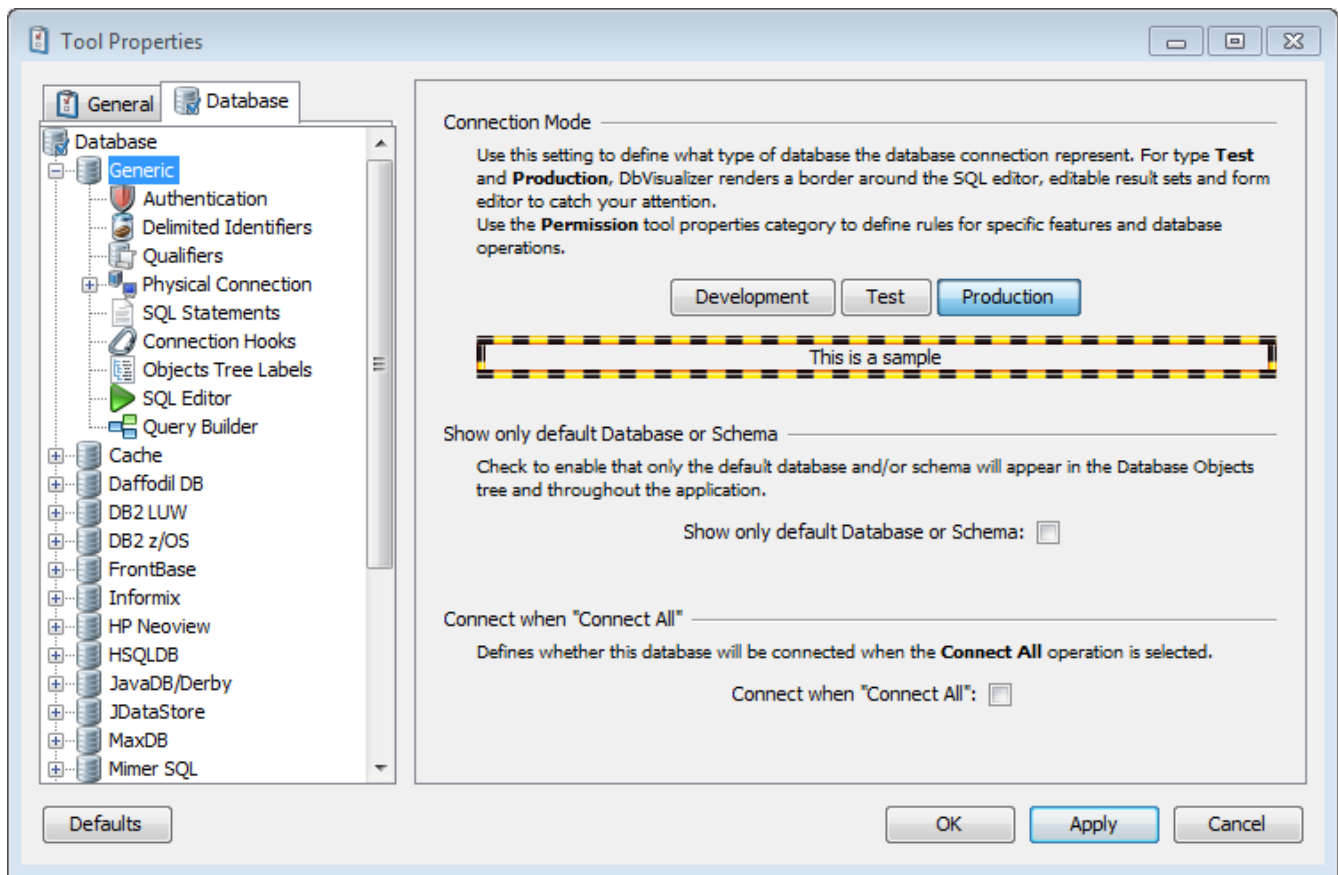 Tool Properties
General
Database
Database
Generic
Authentication
Delimited Identifiers
Qualifiers
Physical Connection
SQL Statements
Connection Hooks
Objects Tree Labels
SQL Editor
Query Builder
Cache
Daffodil DB
DB2 LUW
DB2 z/OS
FrontBase
Informix
HP Neoview
HSQLDB
JavaDB/Derby
JDataStore
MaxDB
Mimer SQL
Connection Mode
Use this setting to define what type of database the database connection represent. For type Test
and Production, DbVisualizer renders a border around the SQL editor, editable result sets and form
editor to catch your attention.
Use the Permission tool properties category to define rules for specific features and database
operations.
Development
Test
Production
This is a sample
Show only default Database or Schema
Check to enable that only the default database and/or schema will appear in the Database Objects
tree and throughout the application.
Show only default Database or Schema:
Connect when "Connect All"
Defines whether this database will be connected when the Connect All operation is selected.
Connect when "Connect All":
Defaults
OK
Apply
Cancel